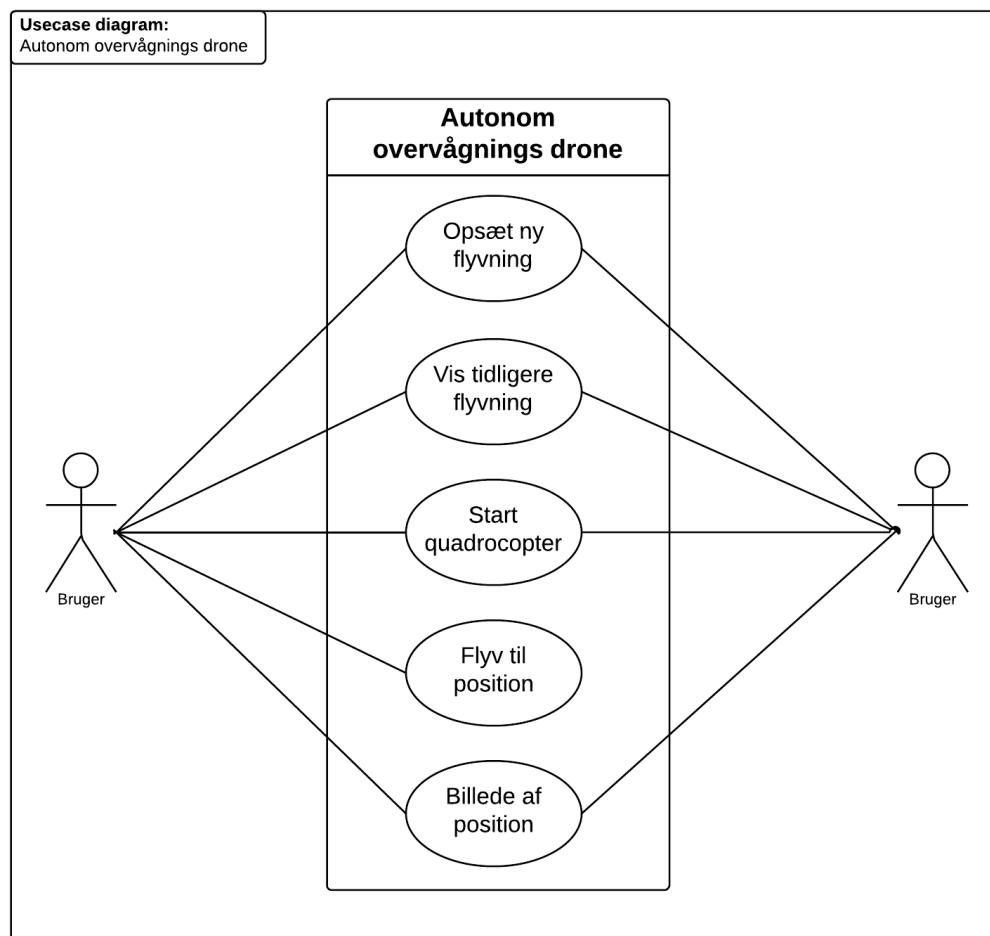 Usecase diagram:
Autonom overvågnings drone
Autonom
overvågnings drone
Opsæt ny
flyvning
Vis tidligere
flyvning
Start
quadrocopter
Flyv til
position
Billede af
position
Bruger
Bruger